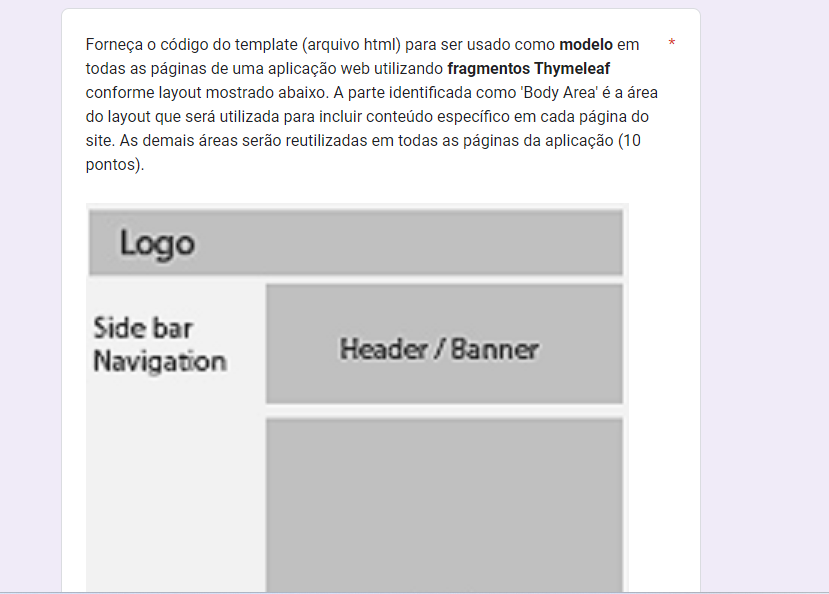 Forneça o código do template (arquivo html) para ser usado como modelo em *
todas as páginas de uma aplicação web utilizando fragmentos Thymeleaf
conforme layout mostrado abaixo. A parte identificada como 'Body Area' é a área
do layout que será utilizada para incluir conteúdo específico em cada página do
site. As demais áreas serão reutilizadas em todas as páginas da aplicação (10
pontos).
Logo
Side bar
Navigation
Header / Banner